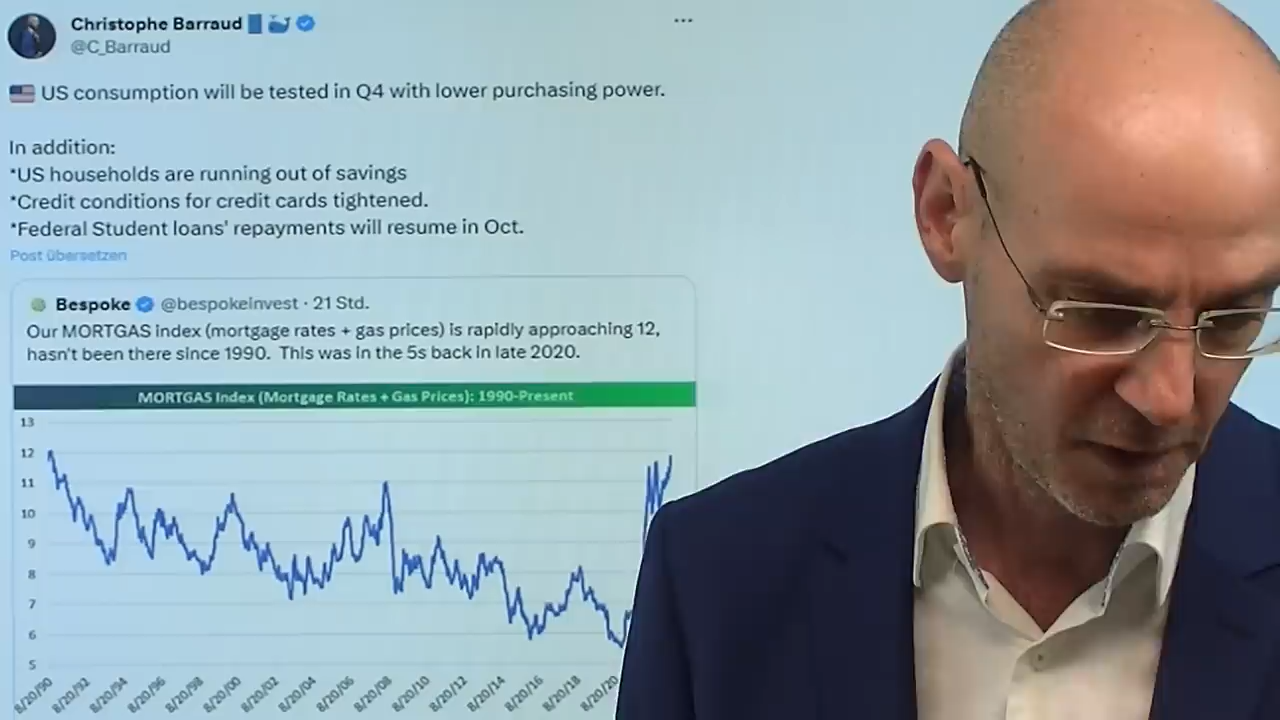 Christophe Barraud
@C_Barraud
US consumption will be tested in Q4 with lower purchasing power.
In addition:
*US households are running out of savings
*Credit conditions for credit cards tightened.
*Federal Student loans' repayments will resume in Oct.
Post übersetzen
Bespoke @bespokeinvest · 21 Std.
Our MORTGAS index (mortgage rates + gas prices) is rapidly approaching 12,
hasn't been there since 1990. This was in the 5s back in late 2020.
MORTGAS Index (Mortgage Rates + Gas Prices): 1990-Present
13
12
11
10
9
8
7
6
5
8/20/90 8/20/92 8/20/94 8/20/96 8/20/98 8/20/00 8/20/02 8/20/04 8/20/06 8/20/08 8/20/10 8/20/12 8/20/14 8/20/16 8/20/18 8/20/20